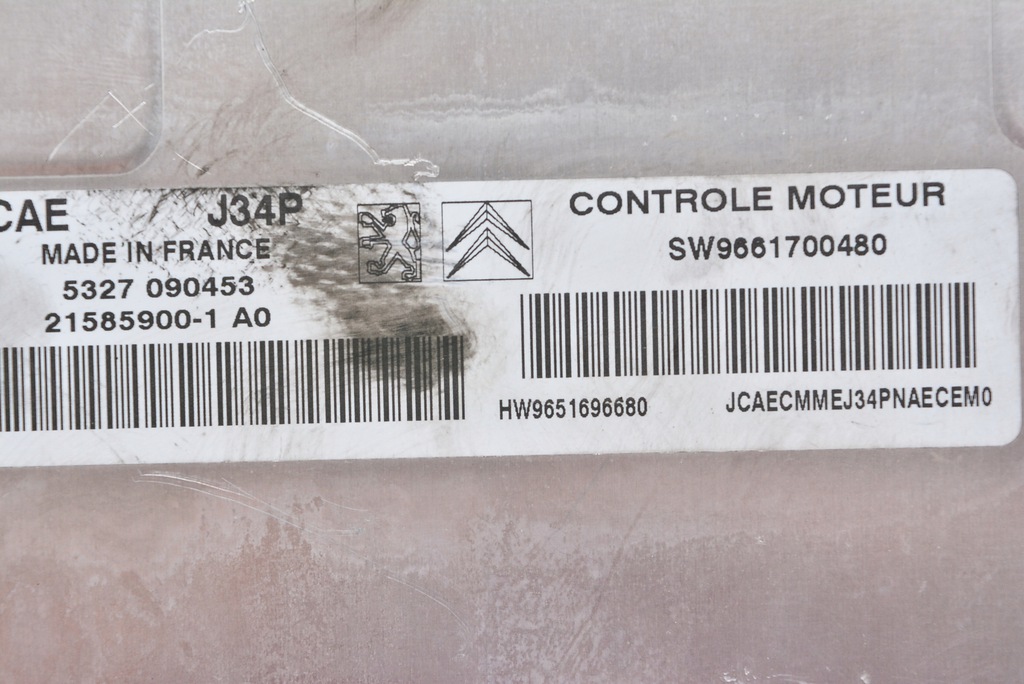 CAE J34P
MADE IN FRANCE
5327 090453
21585900-1 A0
CONTROLE MOTEUR
SW9661700480
HW9651696680 JCAECMMEJ34PNAECEM0